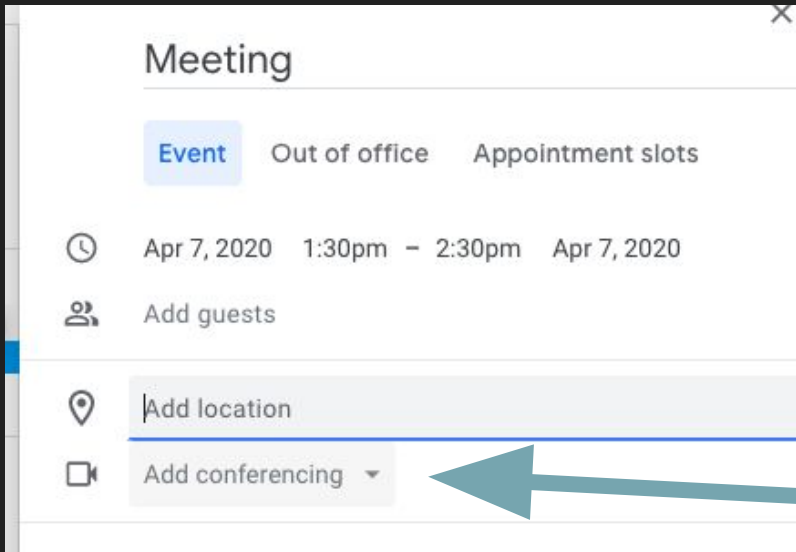 Meeting
Event Out of office Appointment slots
Apr 7, 2020 1:30pm – 2:30pm Apr 7, 2020
Add guests
Add location
Add conferencing